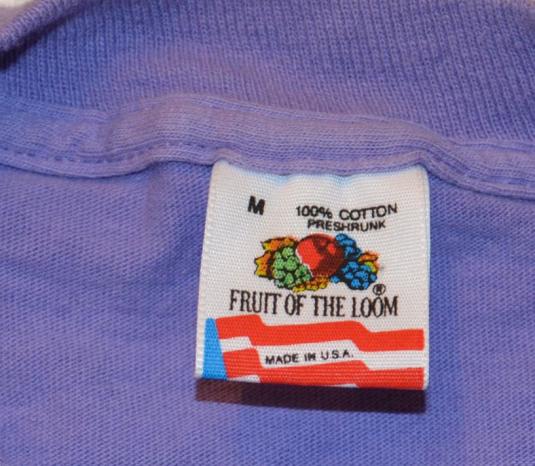 M
100% COTTON
PRESHRUNK
®
FRUIT OF THE LOOM
MADE IN U.S.A.